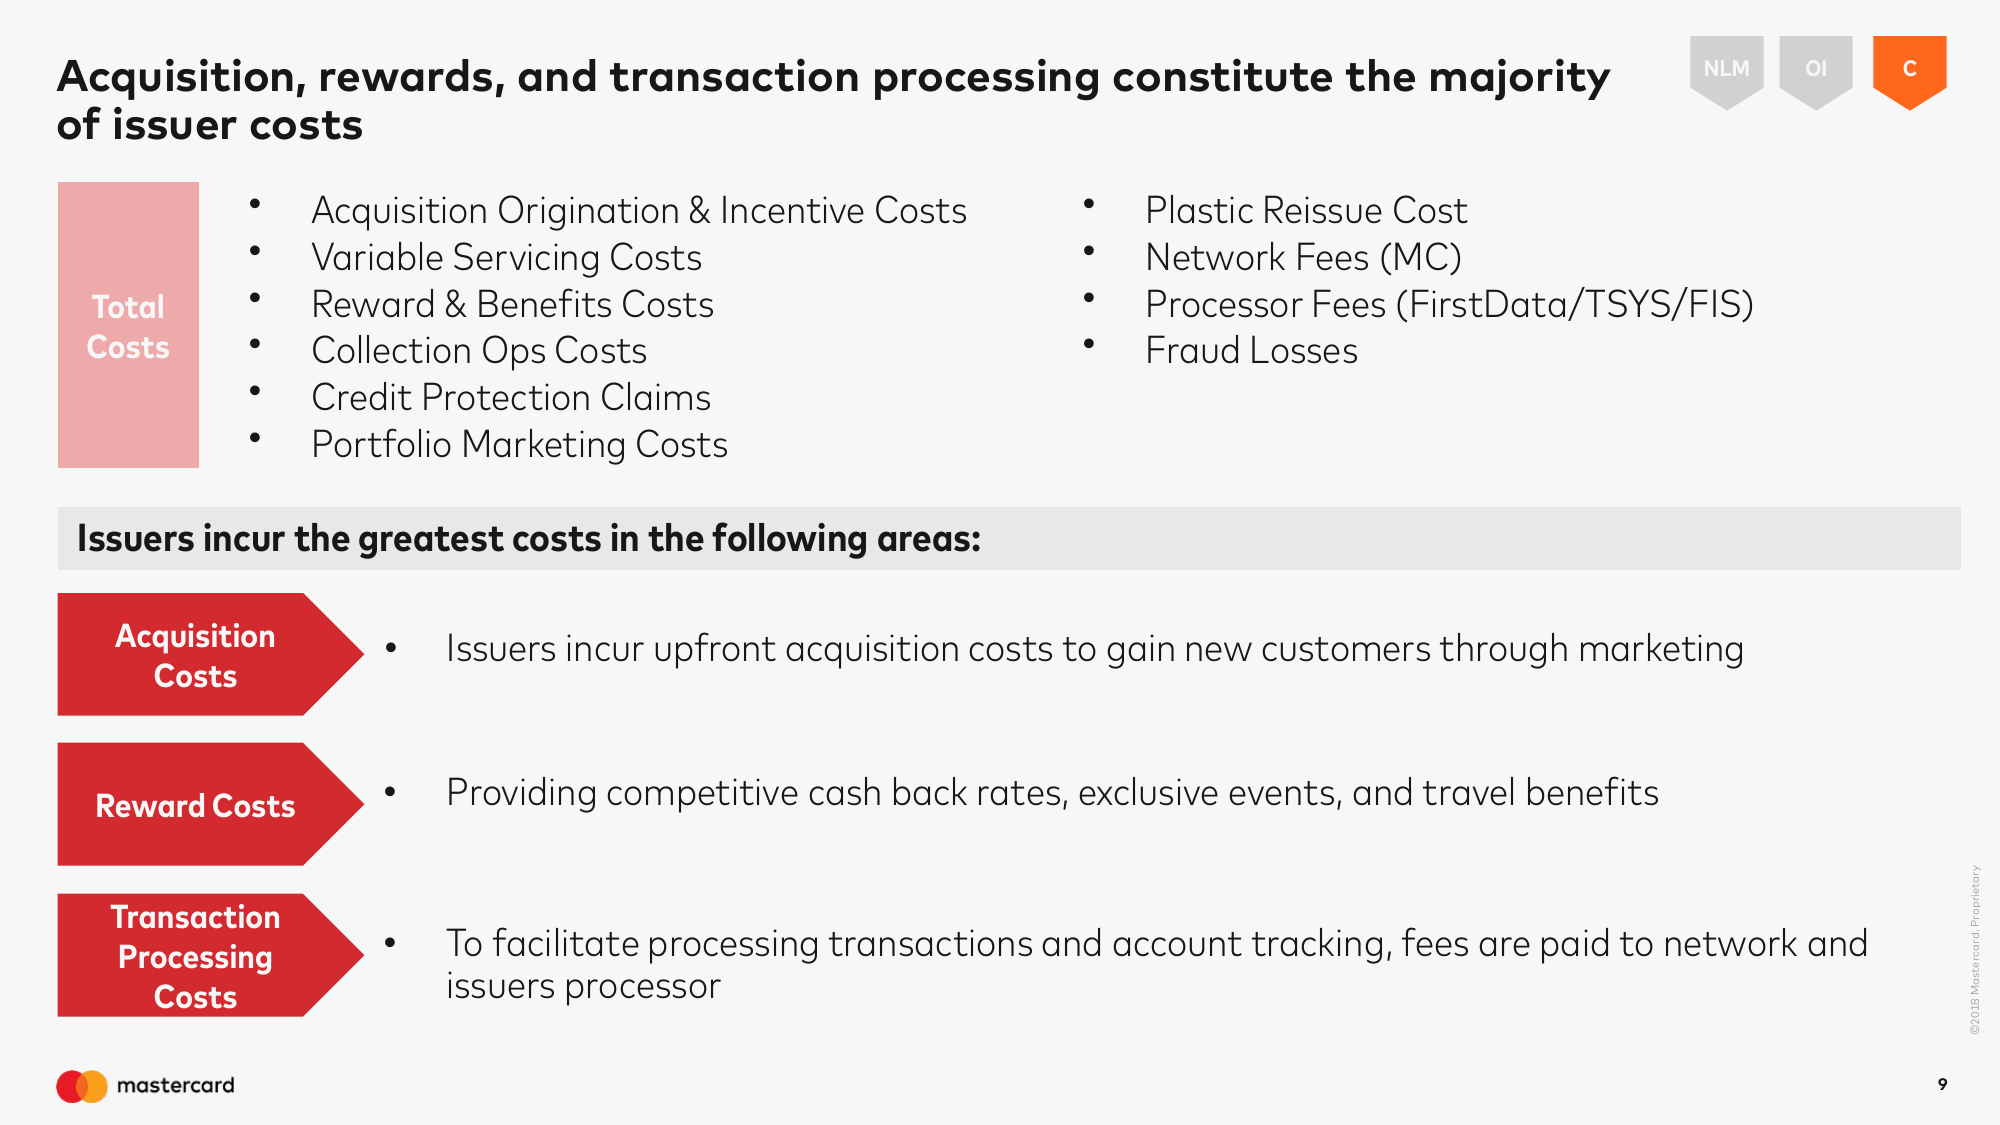 Acquisition, rewards, and transaction processing constitute the majority
of issuer costs
NLM
OI
C
Total
Costs
• Acquisition Origination & Incentive Costs
• Variable Servicing Costs
• Reward & Benefits Costs
• Collection Ops Costs
• Credit Protection Claims
• Portfolio Marketing Costs
• Plastic Reissue Cost
• Network Fees (MC)
• Processor Fees (FirstData/TSYS/FIS)
• Fraud Losses
Issuers incur the greatest costs in the following areas:
Acquisition
Costs
• Issuers incur upfront acquisition costs to gain new customers through marketing
Reward Costs
• Providing competitive cash back rates, exclusive events, and travel benefits
Transaction
Processing
Costs
• To facilitate processing transactions and account tracking, fees are paid to network and
issuers processor
©2018 Mastercard. Proprietary
mastercard
9